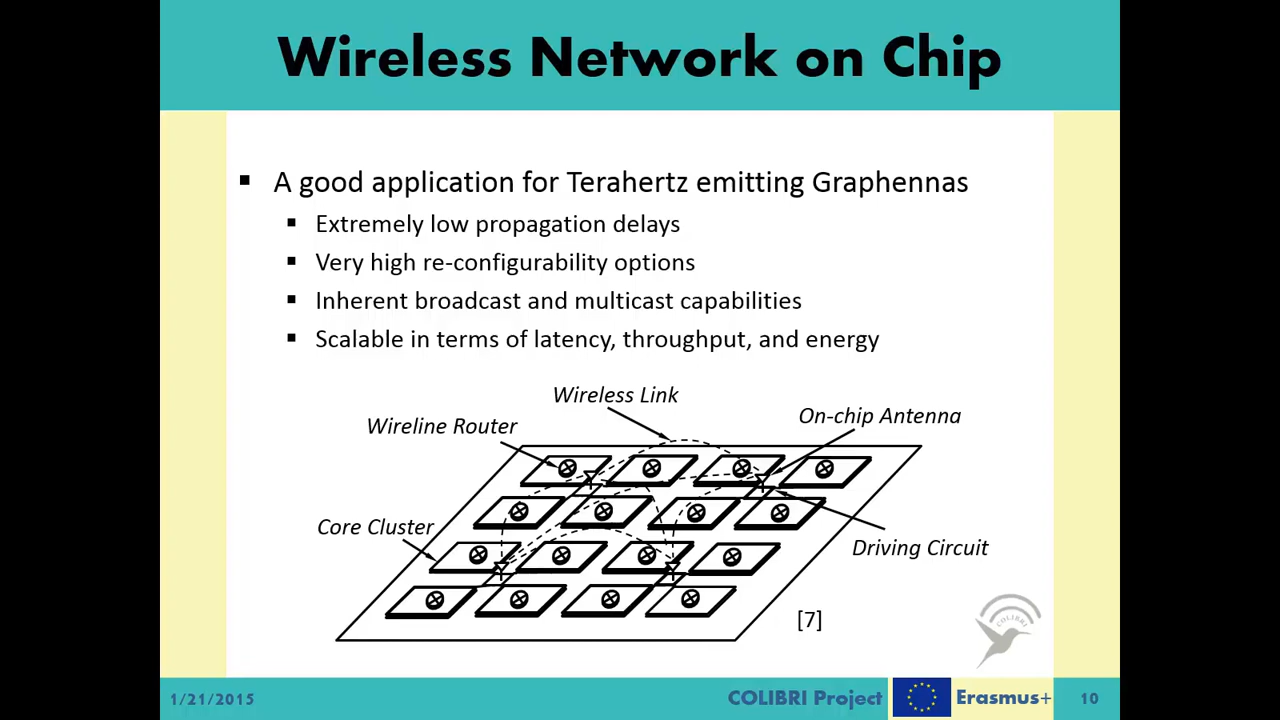 Wireless Network on Chip
A good application for Terahertz emitting Graphennas
Extremely low propagation delays
Very high re-configurability options
Inherent broadcast and multicast capabilities
Scalable in terms of latency, throughput, and energy
Wireless Link
On-chip Antenna
Wireline Router
Core Cluster
Driving Circuit
[7]
COLIBRI
1/21/2015
COLIBRI Project
Erasmus+
10